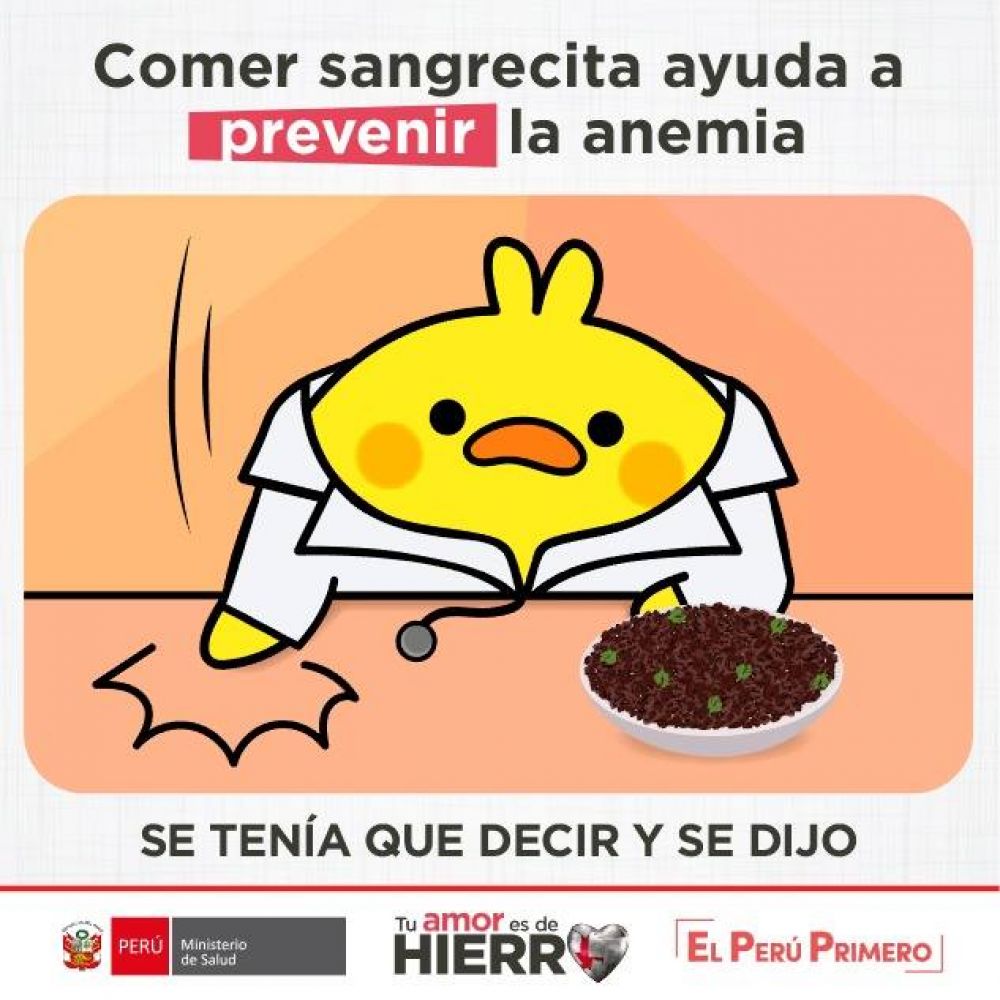 Comer sangrecita ayuda a
prevenir la anemia
SE TENÍA QUE DECIR Y SE DIJO
PERÚ
Ministerio
de Salud
Tu amor es de
HIERRO
EL PERÚ PRIMERO